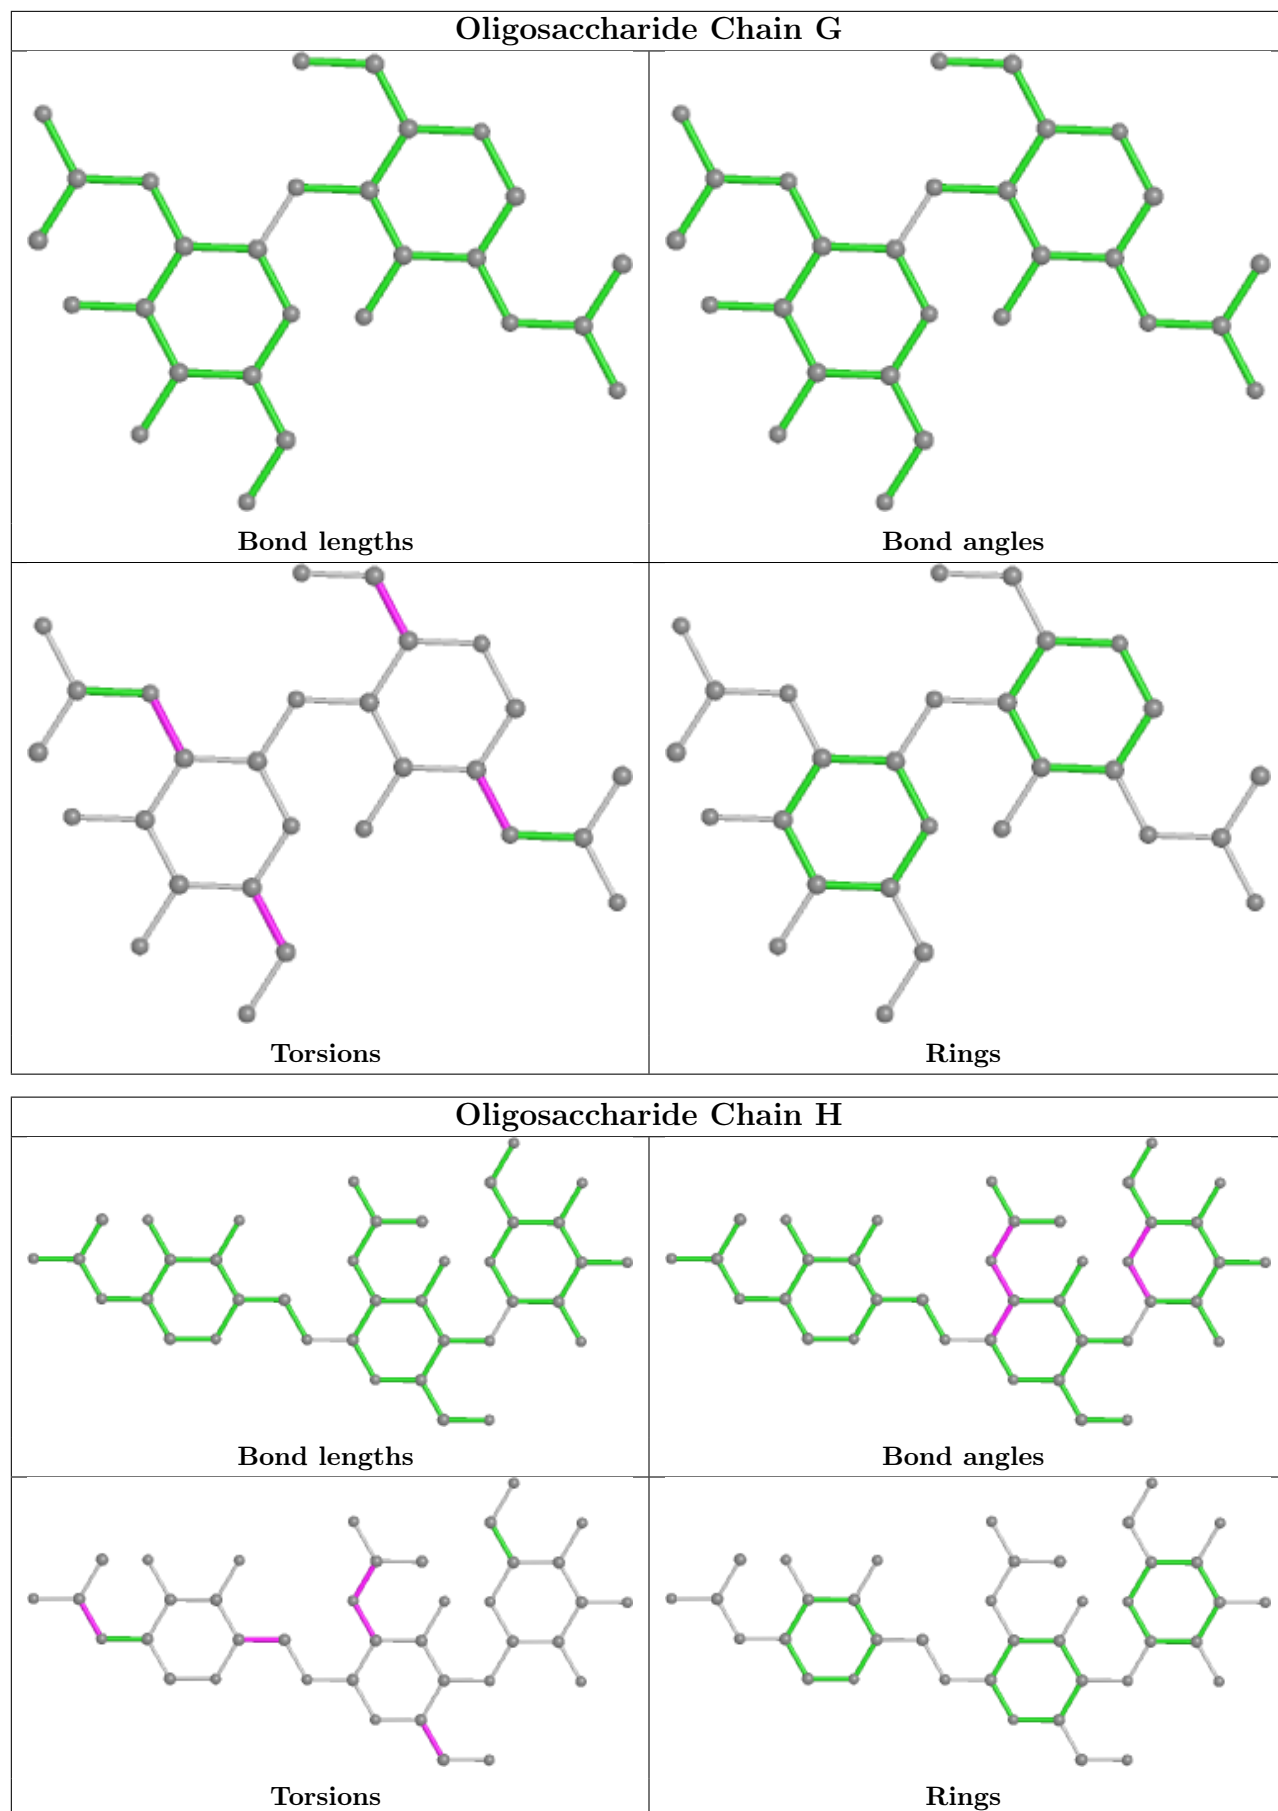 Oligosaccharide Chain G
Bond lengths
Bond angles
Torsions
Rings
Oligosaccharide Chain H
Bond lengths
Bond angles
Torsions
Rings